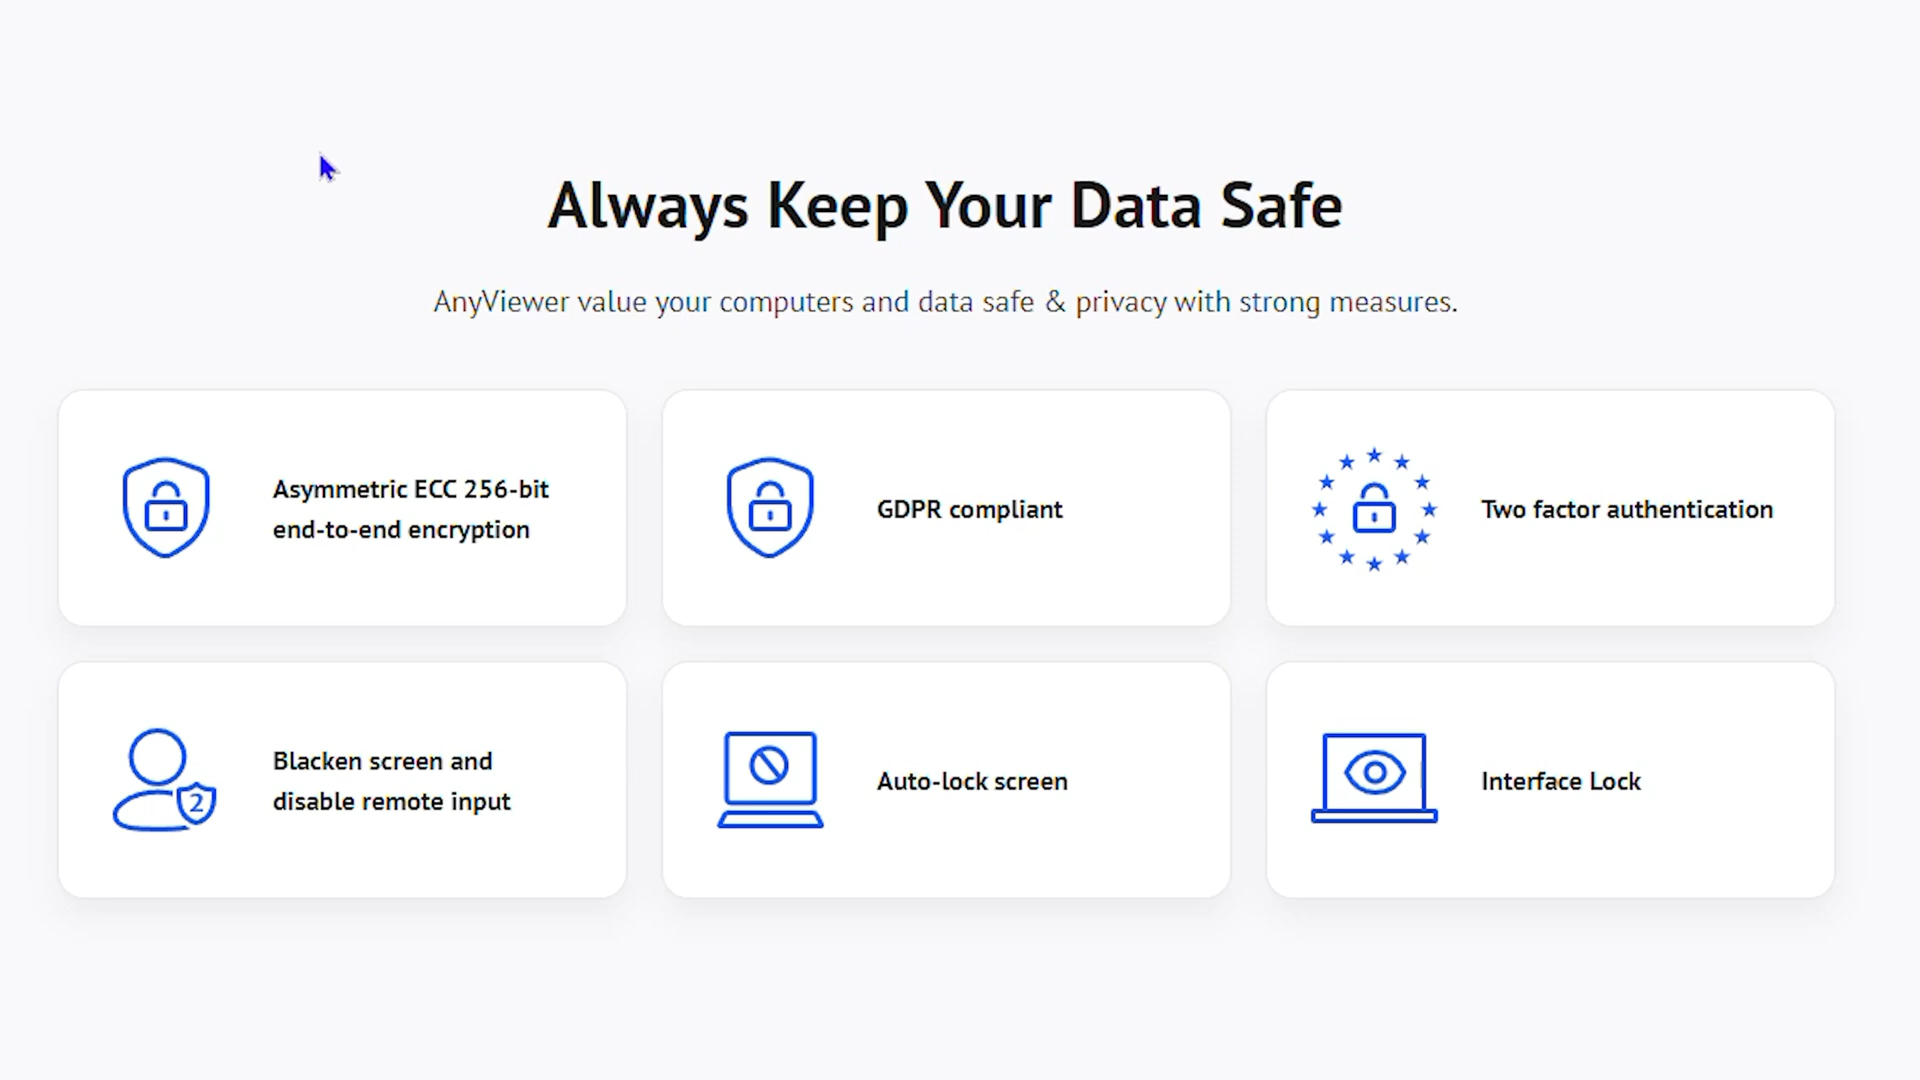 Always Keep Your Data Safe
AnyViewer value your computers and data safe & privacy with strong measures.
Asymmetric ECC 256-bit
end-to-end encryption
GDPR compliant
Two factor authentication
Blacken screen and
disable remote input
2
Auto-lock screen
Interface Lock